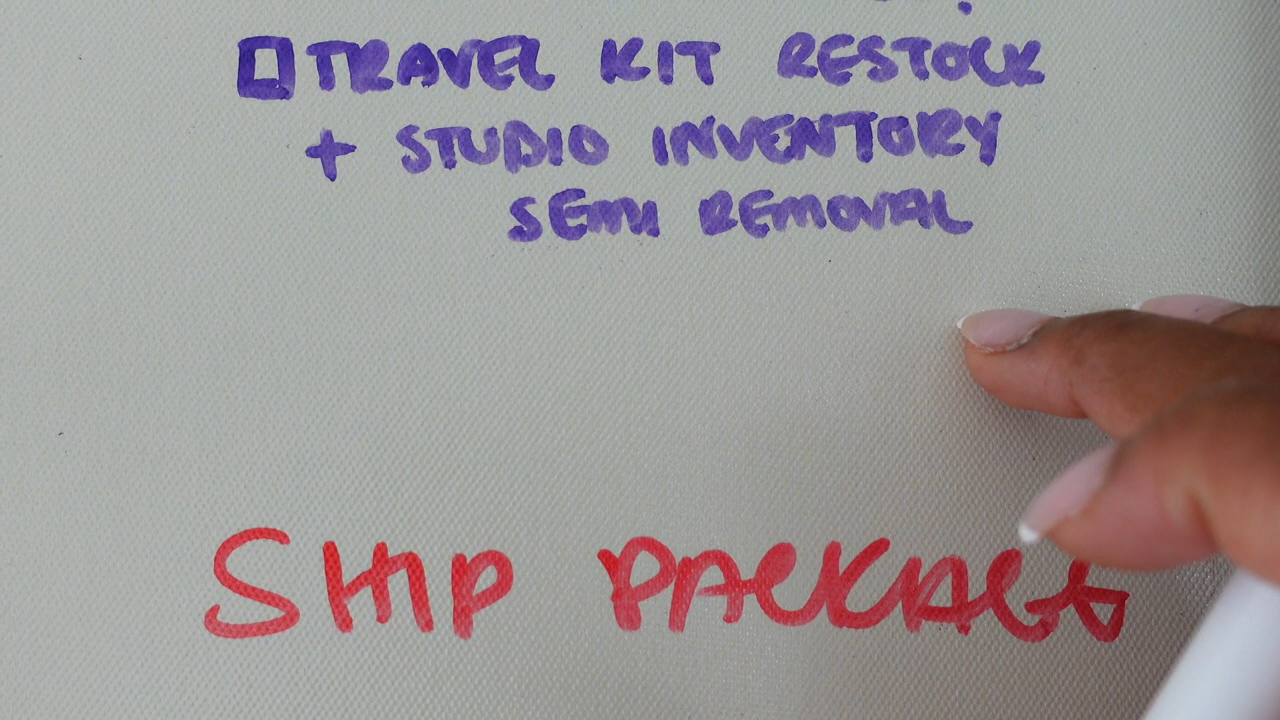 ☐ TRAVEL KIT RESTOCK
+ STUDIO INVENTORY
SEMI REMOVAL
SHIP PACKAGE